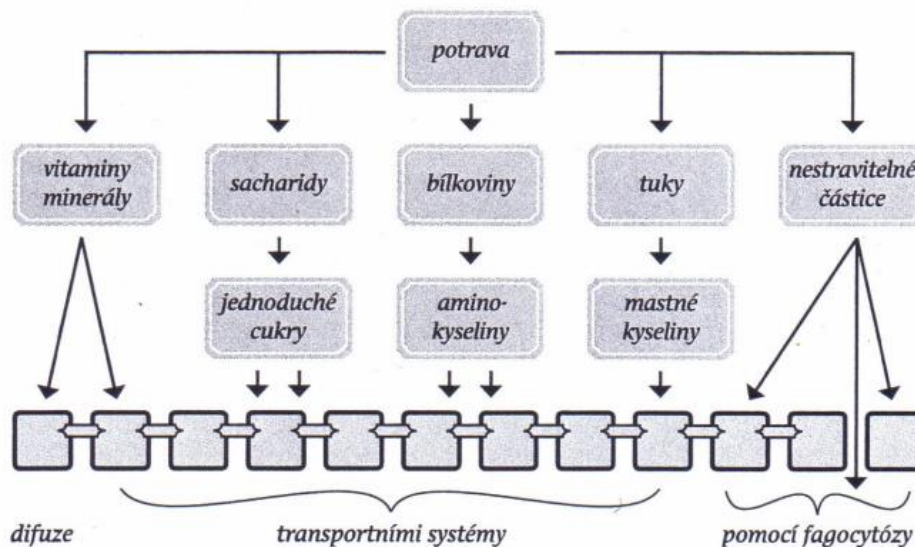 potrava
vitaminy
minerály
sacharidy
bílkoviny
tuky
nestravitelné
částice
jednoduché
cukry
amino-
kyseliny
mastné
kyseliny
difuze
transportními systémy
pomocí fagocytózy